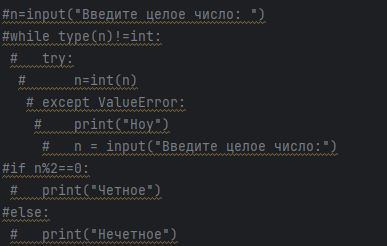 #n=input("Введите целое число: ")
#while type(n)!=int:
 #   try:
  #      n=int(n)
   # except ValueError:
    #    print("Ноу")
     #   n = input("Введите целое число:")
#if n%2==0:
 #   print("Четное")
#else:
 #   print("Нечетное")